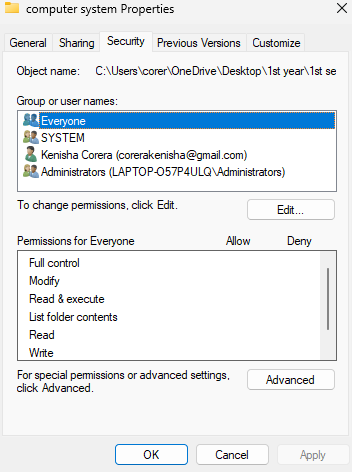 computer system Properties
General Sharing Security Previous Versions Customize
Object name: C:\Users\corer\OneDrive\Desktop\1st year\1st se
Group or user names:
Everyone
SYSTEM
Kenisha Corera (corerakenisha@gmail.com)
Administrators (LAPTOP-O57P4ULQ\Administrators)
To change permissions, click Edit.
Edit...
Permissions for Everyone Allow Deny
Full control
Modify
Read & execute
List folder contents
Read
Write
For special permissions or advanced settings,
click Advanced.
Advanced
OK Cancel Apply